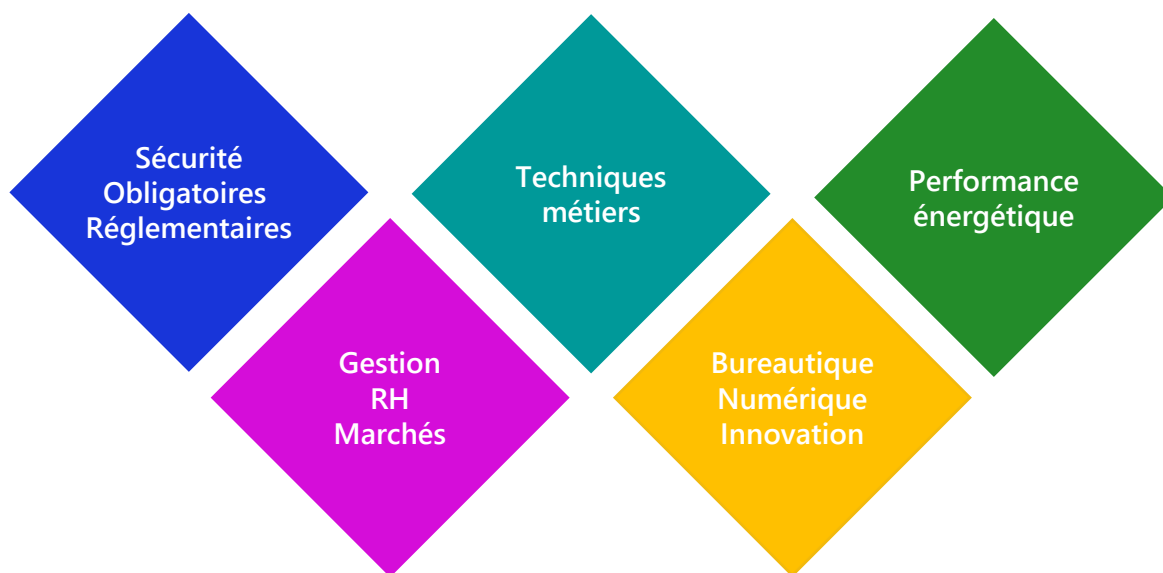 Sécurité
Obligatoires
Réglementaires
Techniques
métiers
Performance
énergétique
Gestion
RH
Marchés
Bureautique
Numérique
Innovation